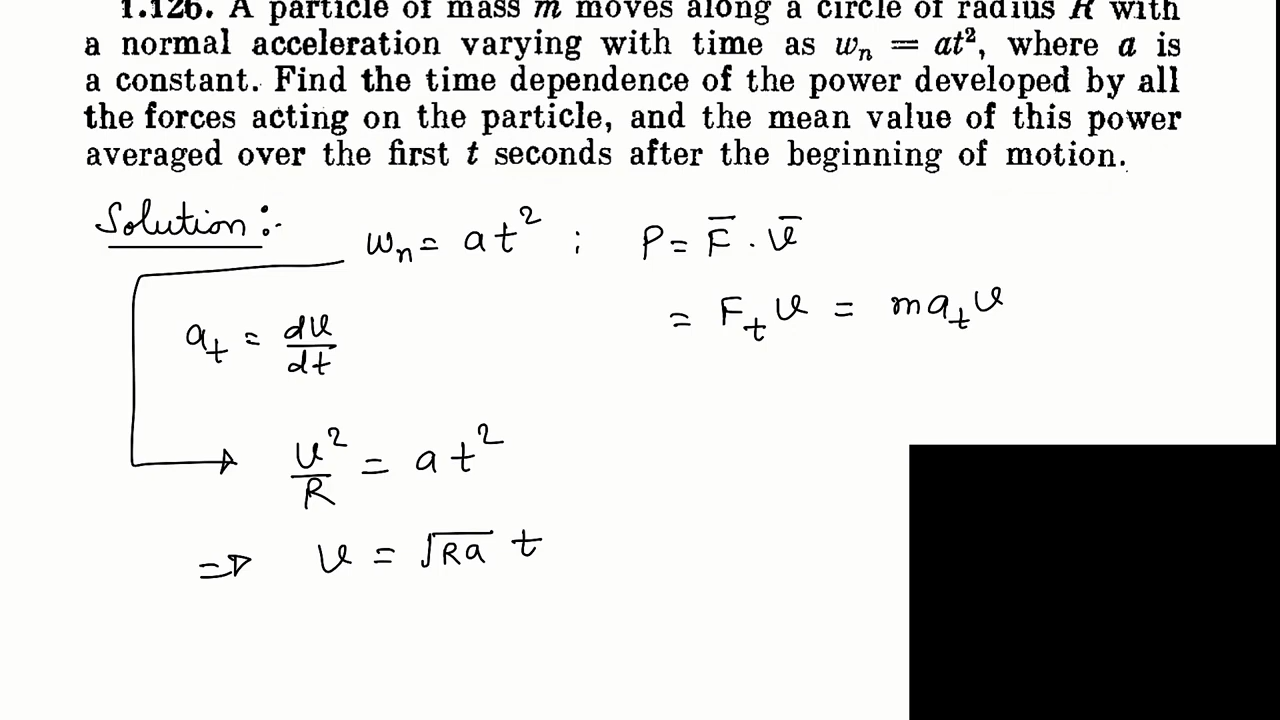 1.126. A particle of mass m moves along a circle of radius R with
a normal acceleration varying with time as wₙ = at², where a is
a constant. Find the time dependence of the power developed by all
the forces acting on the particle, and the mean value of this power
averaged over the first t seconds after the beginning of motion.
Solution :-
wₙ = at² ; P = F̅ . v̅
= Fₜ v = maₜ v
aₜ = dv/dt
v²/R = at²
⇒ v = √Ra t